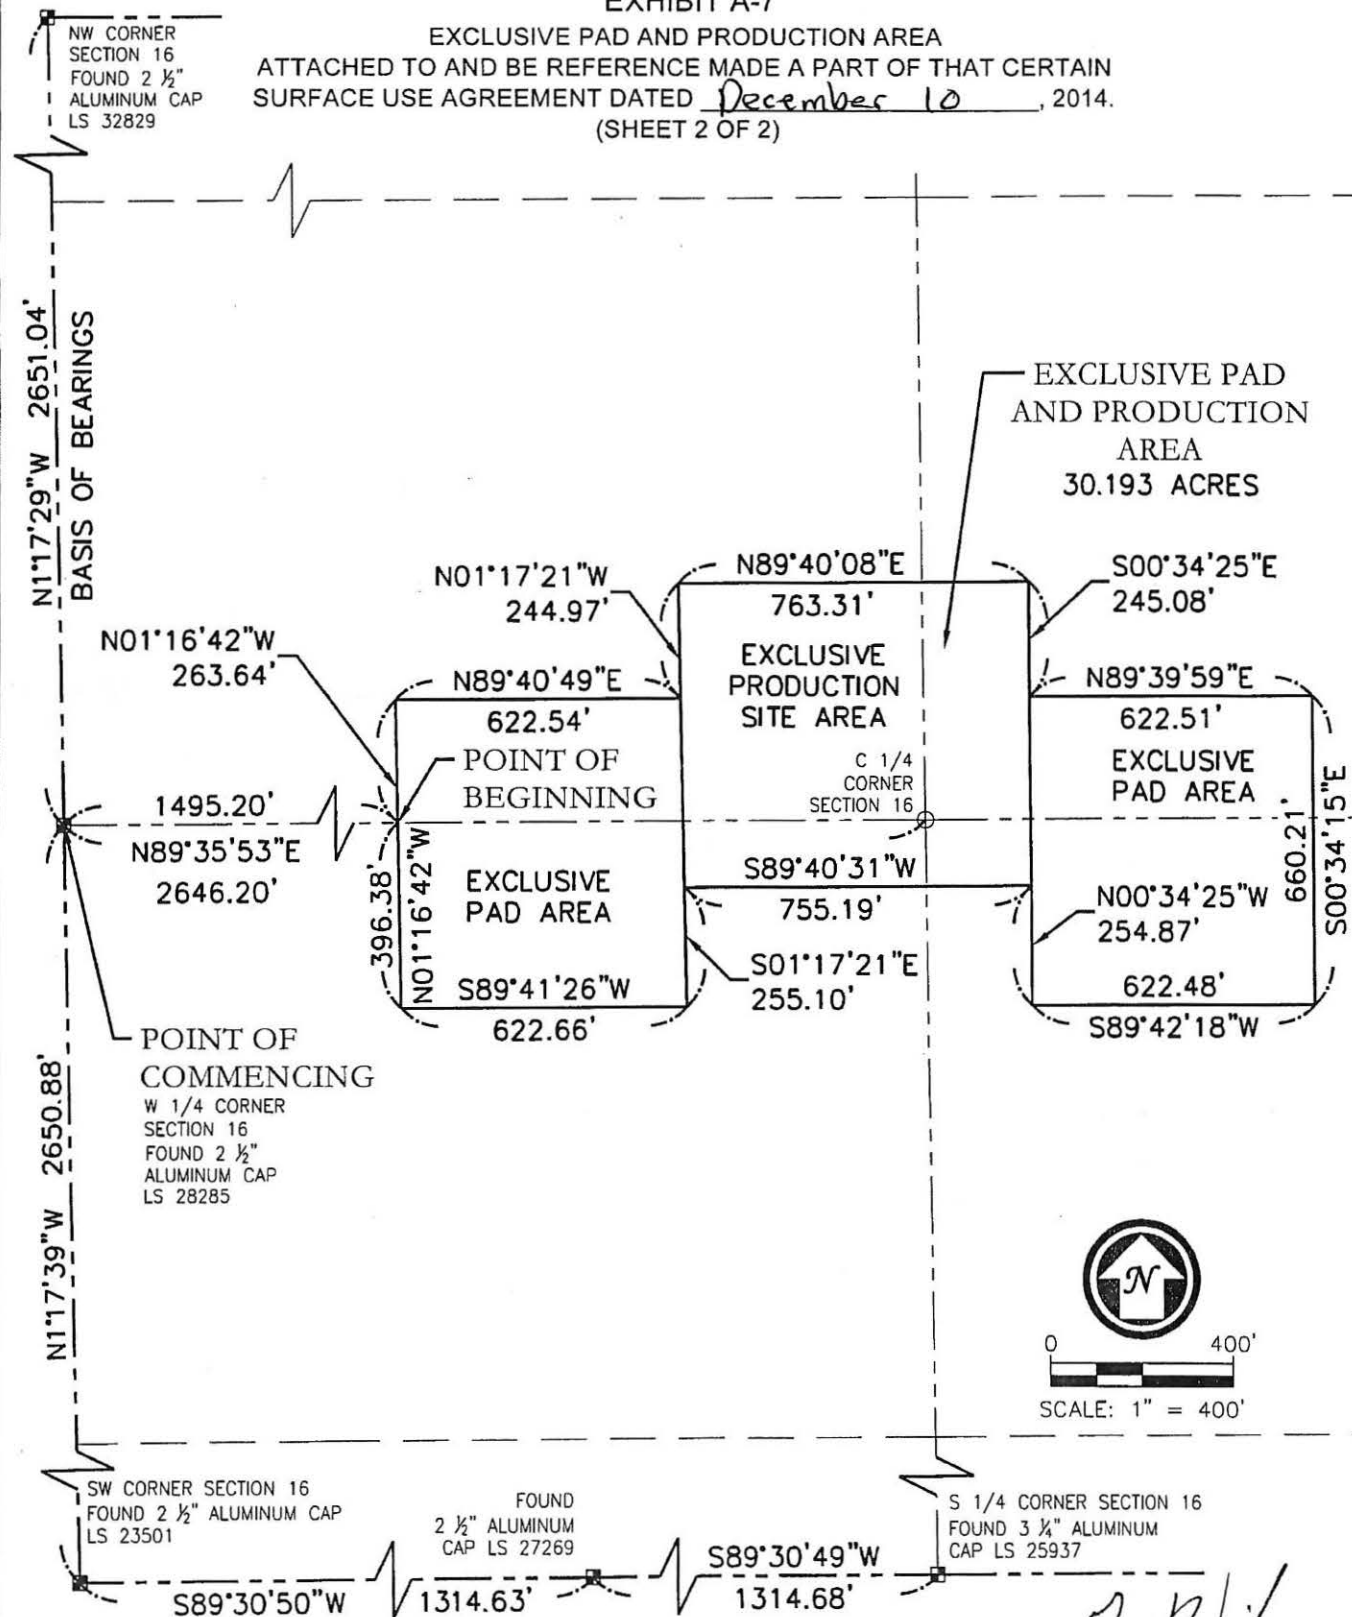 EXHIBIT A-7
EXCLUSIVE PAD AND PRODUCTION AREA
ATTACHED TO AND BE REFERENCE MADE A PART OF THAT CERTAIN
SURFACE USE AGREEMENT DATED December 10, 2014.
(SHEET 2 OF 2)
NW CORNER
SECTION 16
FOUND 2 ½"
ALUMINUM CAP
LS 32829
N1°17'29"W 2651.04'
BASIS OF BEARINGS
EXCLUSIVE PAD
AND PRODUCTION
AREA
30.193 ACRES
N01°17'21"W
244.97'
N89°40'08"E
763.31'
S00°34'25"E
245.08'
N01°16'42"W
263.64'
N89°40'49"E
622.54'
EXCLUSIVE
PRODUCTION
SITE AREA
N89°39'59"E
622.51'
POINT OF
BEGINNING
C 1/4
CORNER
SECTION 16
EXCLUSIVE
PAD AREA
660.21'
S00°34'15"E
1495.20'
N89°35'53"E
2646.20'
396.38'
N01°16'42"W
EXCLUSIVE
PAD AREA
S89°40'31"W
755.19'
N00°34'25"W
254.87'
S89°41'26"W
622.66'
S01°17'21"E
255.10'
622.48'
S89°42'18"W
POINT OF
COMMENCING
W 1/4 CORNER
SECTION 16
FOUND 2 ½"
ALUMINUM CAP
LS 28285
N1°17'39"W 2650.88'
N
0 400'
SCALE: 1" = 400'
SW CORNER SECTION 16
FOUND 2 ½" ALUMINUM CAP
LS 23501
FOUND
2 ½" ALUMINUM
CAP LS 27269
S 1/4 CORNER SECTION 16
FOUND 3 ¼" ALUMINUM
CAP LS 25937
S89°30'50"W
1314.63'
S89°30'49"W
1314.68'